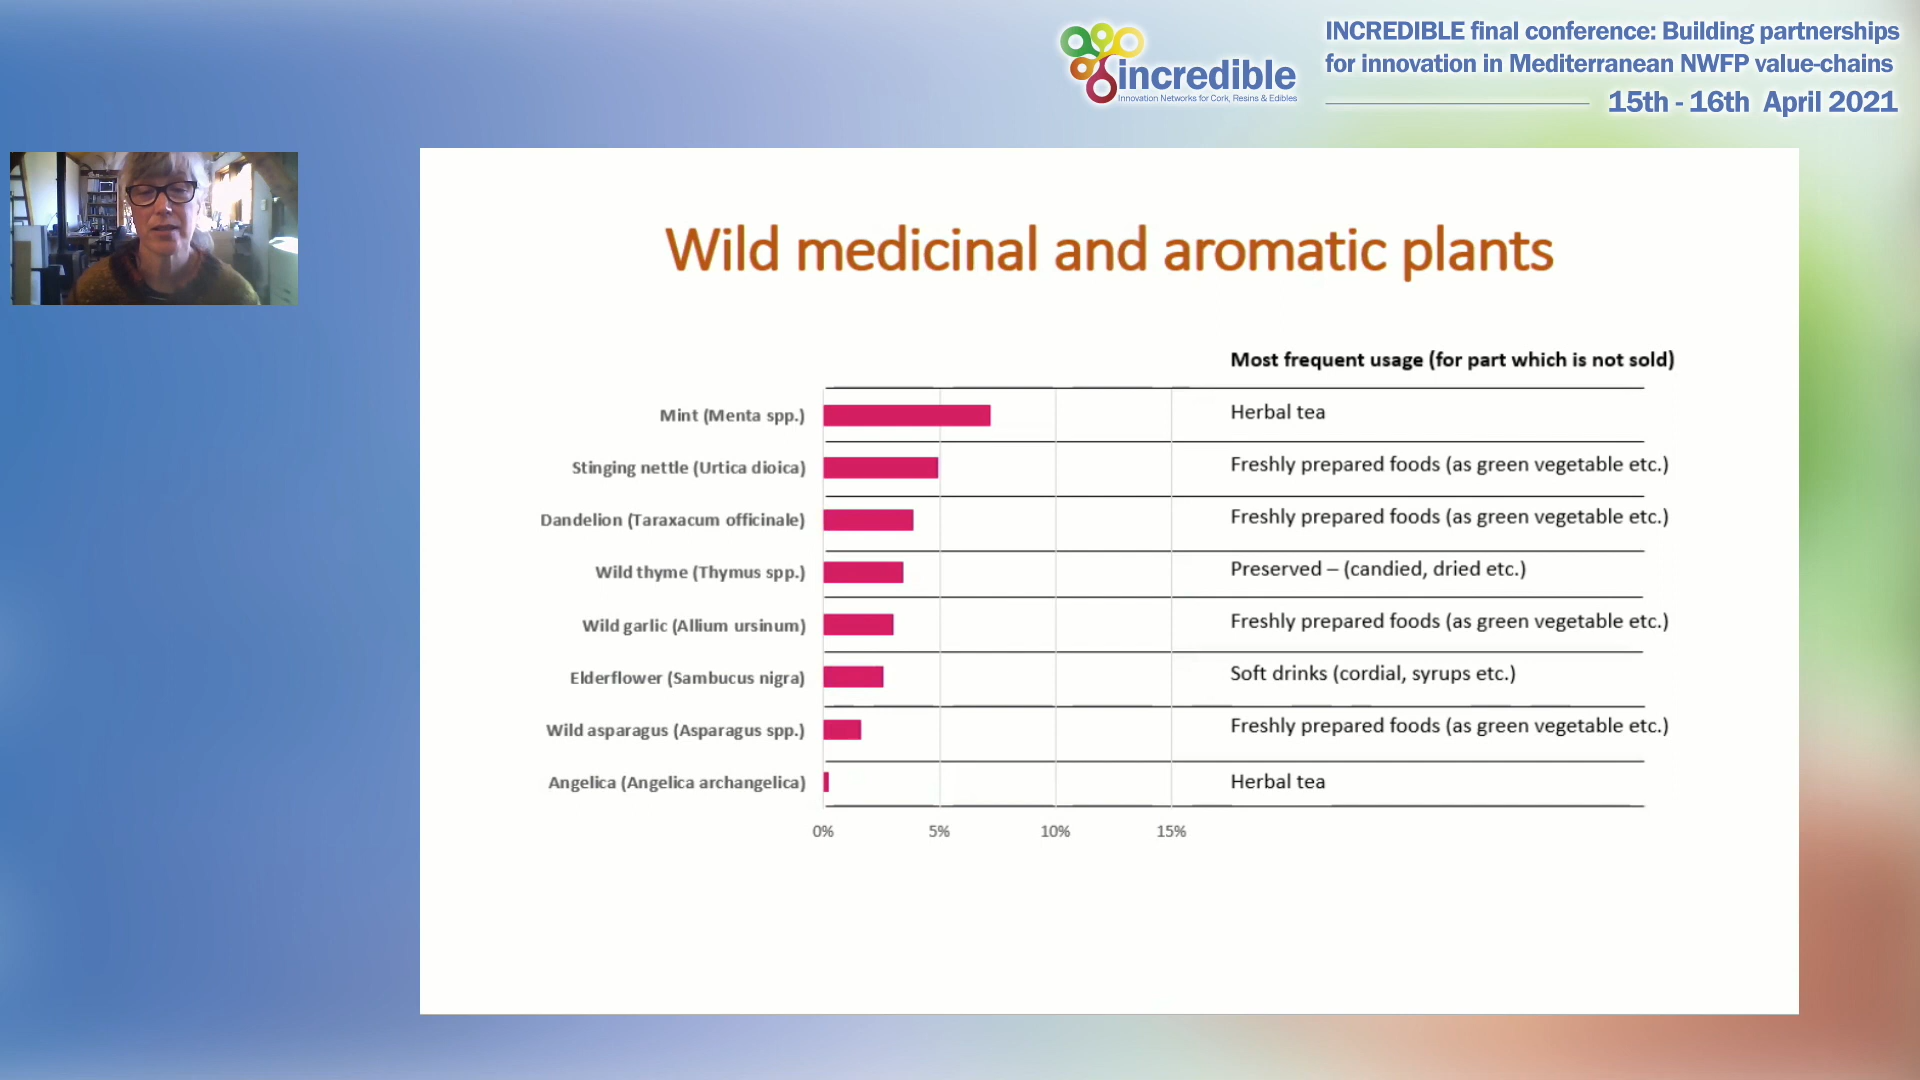 incredible
Innovation Networks for Cork, Resins & Edibles
INCREDIBLE final conference: Building partnerships
for innovation in Mediterranean NWFP value-chains
15th - 16th April 2021
Wild medicinal and aromatic plants
Most frequent usage (for part which is not sold)
Mint (Menta spp.) Herbal tea
Stinging nettle (Urtica dioica) Freshly prepared foods (as green vegetable etc.)
Dandelion (Taraxacum officinale) Freshly prepared foods (as green vegetable etc.)
Wild thyme (Thymus spp.) Preserved – (candied, dried etc.)
Wild garlic (Allium ursinum) Freshly prepared foods (as green vegetable etc.)
Elderflower (Sambucus nigra) Soft drinks (cordial, syrups etc.)
Wild asparagus (Asparagus spp.) Freshly prepared foods (as green vegetable etc.)
Angelica (Angelica archangelica) Herbal tea
0% 5% 10% 15%